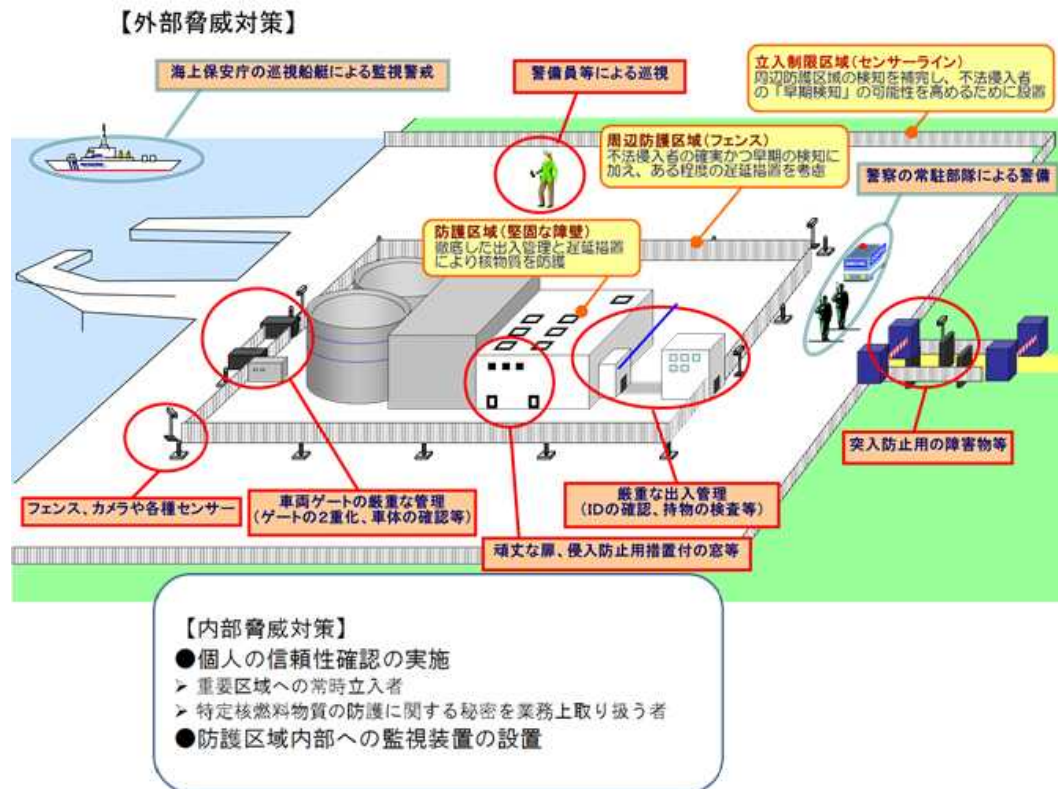 【外部脅威対策】
海上保安庁の巡視船艇による監視警戒
警備員等による巡視
立入制限区域(センサーライン)
周辺防護区域の検知を補完し、不法侵入者
の「早期検知」の可能性を高めるために設置
周辺防護区域(フェンス)
不法侵入者の確実かつ早期の検知に
加え、ある程度の遅延措置を考慮
警察の常駐部隊による警備
防護区域(堅固な障壁)
徹底した出入管理と遅延措置
により核物質を防護
突入防止用の障害物等
フェンス、カメラや各種センサー
車両ゲートの厳重な管理
(ゲートの2重化、車体の確認等)
厳重な出入管理
(IDの確認、持物の検査等)
頑丈な扉、侵入防止用措置付の窓等
【内部脅威対策】
●個人の信頼性確認の実施
➢ 重要区域への常時立入者
➢ 特定核燃料物質の防護に関する秘密を業務上取り扱う者
●防護区域内部への監視装置の設置